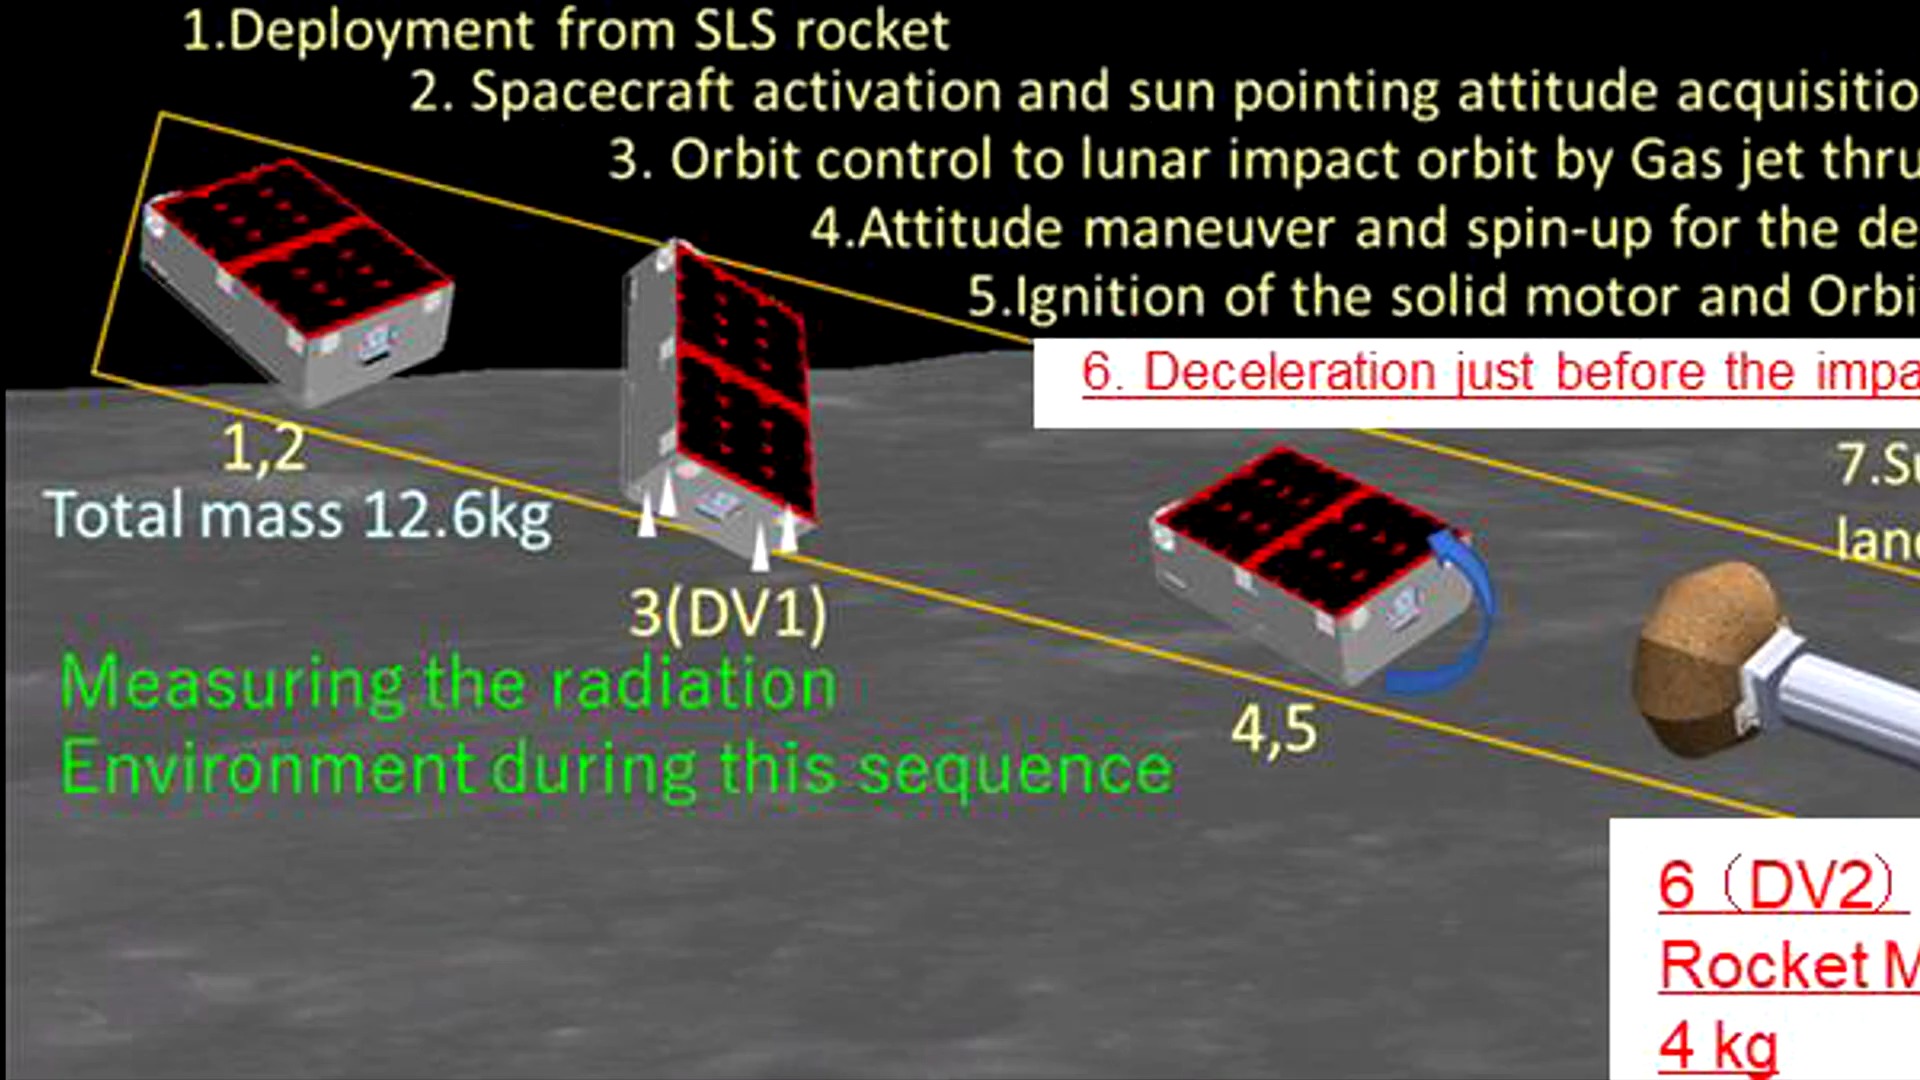 1.Deployment from SLS rocket
2. Spacecraft activation and sun pointing attitude acquisitio
3. Orbit control to lunar impact orbit by Gas jet thru
4.Attitude maneuver and spin-up for the de
5.Ignition of the solid motor and Orbi
6. Deceleration just before the impa
7.Su
land
1,2
Total mass 12.6kg
3(DV1)
Measuring the radiation
Environment during this sequence
4,5
6（DV2）
Rocket M
4 kg